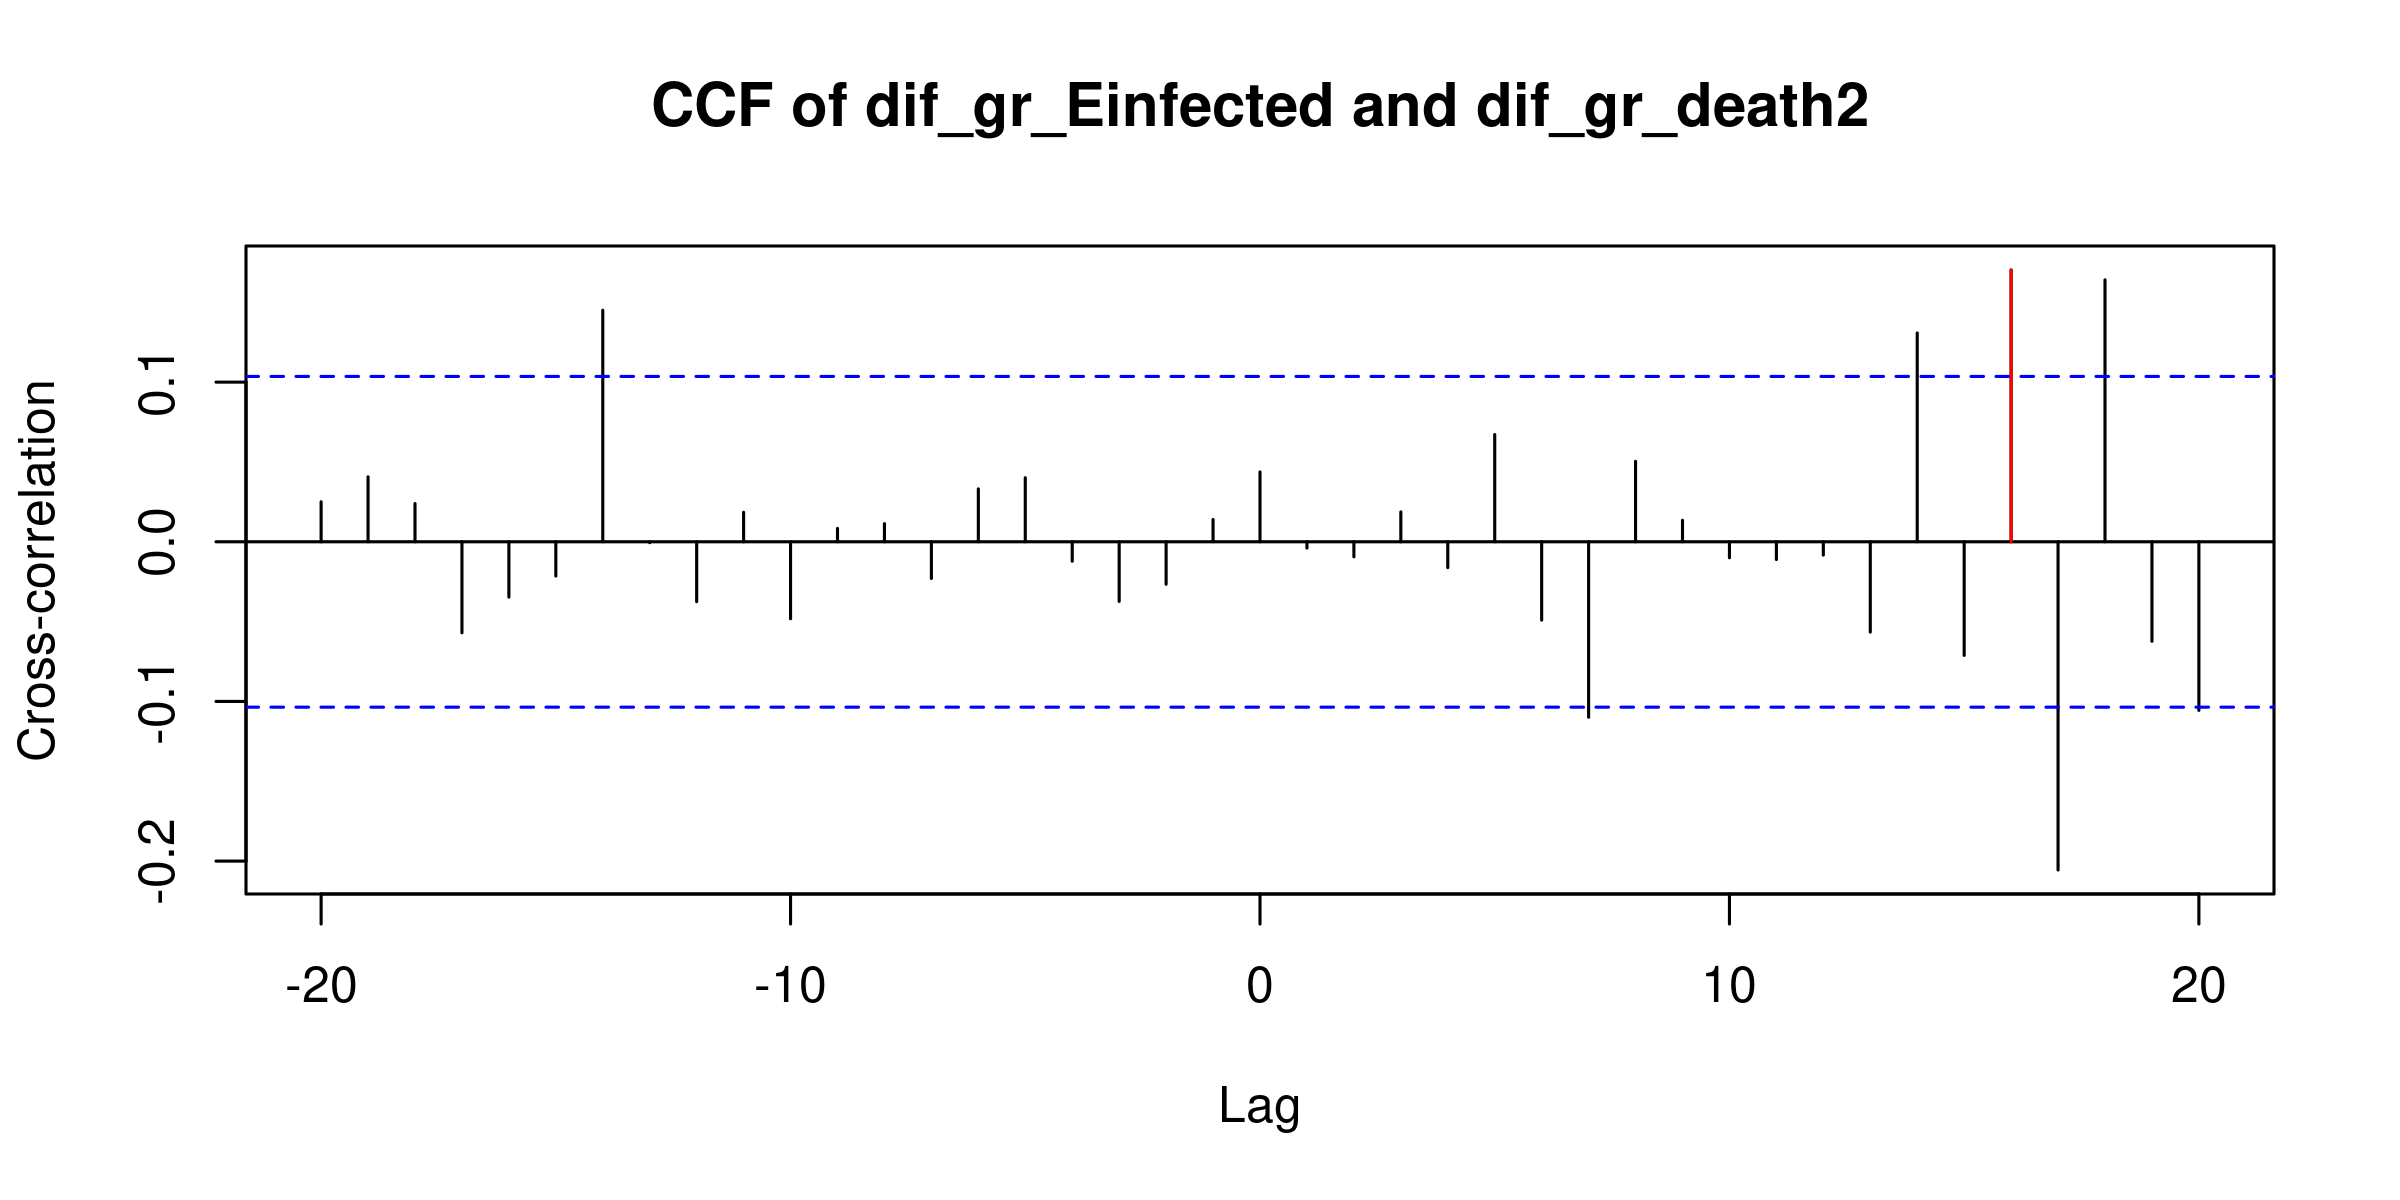 CCF of dif_gr_Einfected and dif_gr_death2
Cross-correlation
0.1
0.0
-0.1
-0.2
-20 -10 0 10 20
Lag